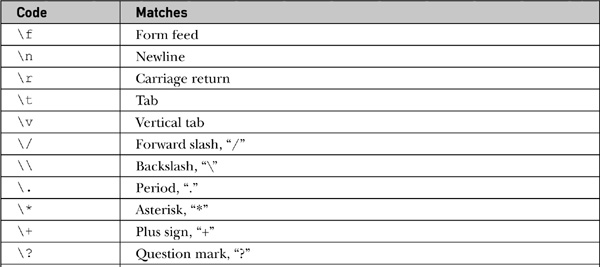 Code Matches
\f Form feed
\n Newline
\r Carriage return
\t Tab
\v Vertical tab
\/ Forward slash, “/”
\\ Backslash, “\”
\. Period, “.”
\* Asterisk, “*”
\+ Plus sign, “+”
\? Question mark, “?”